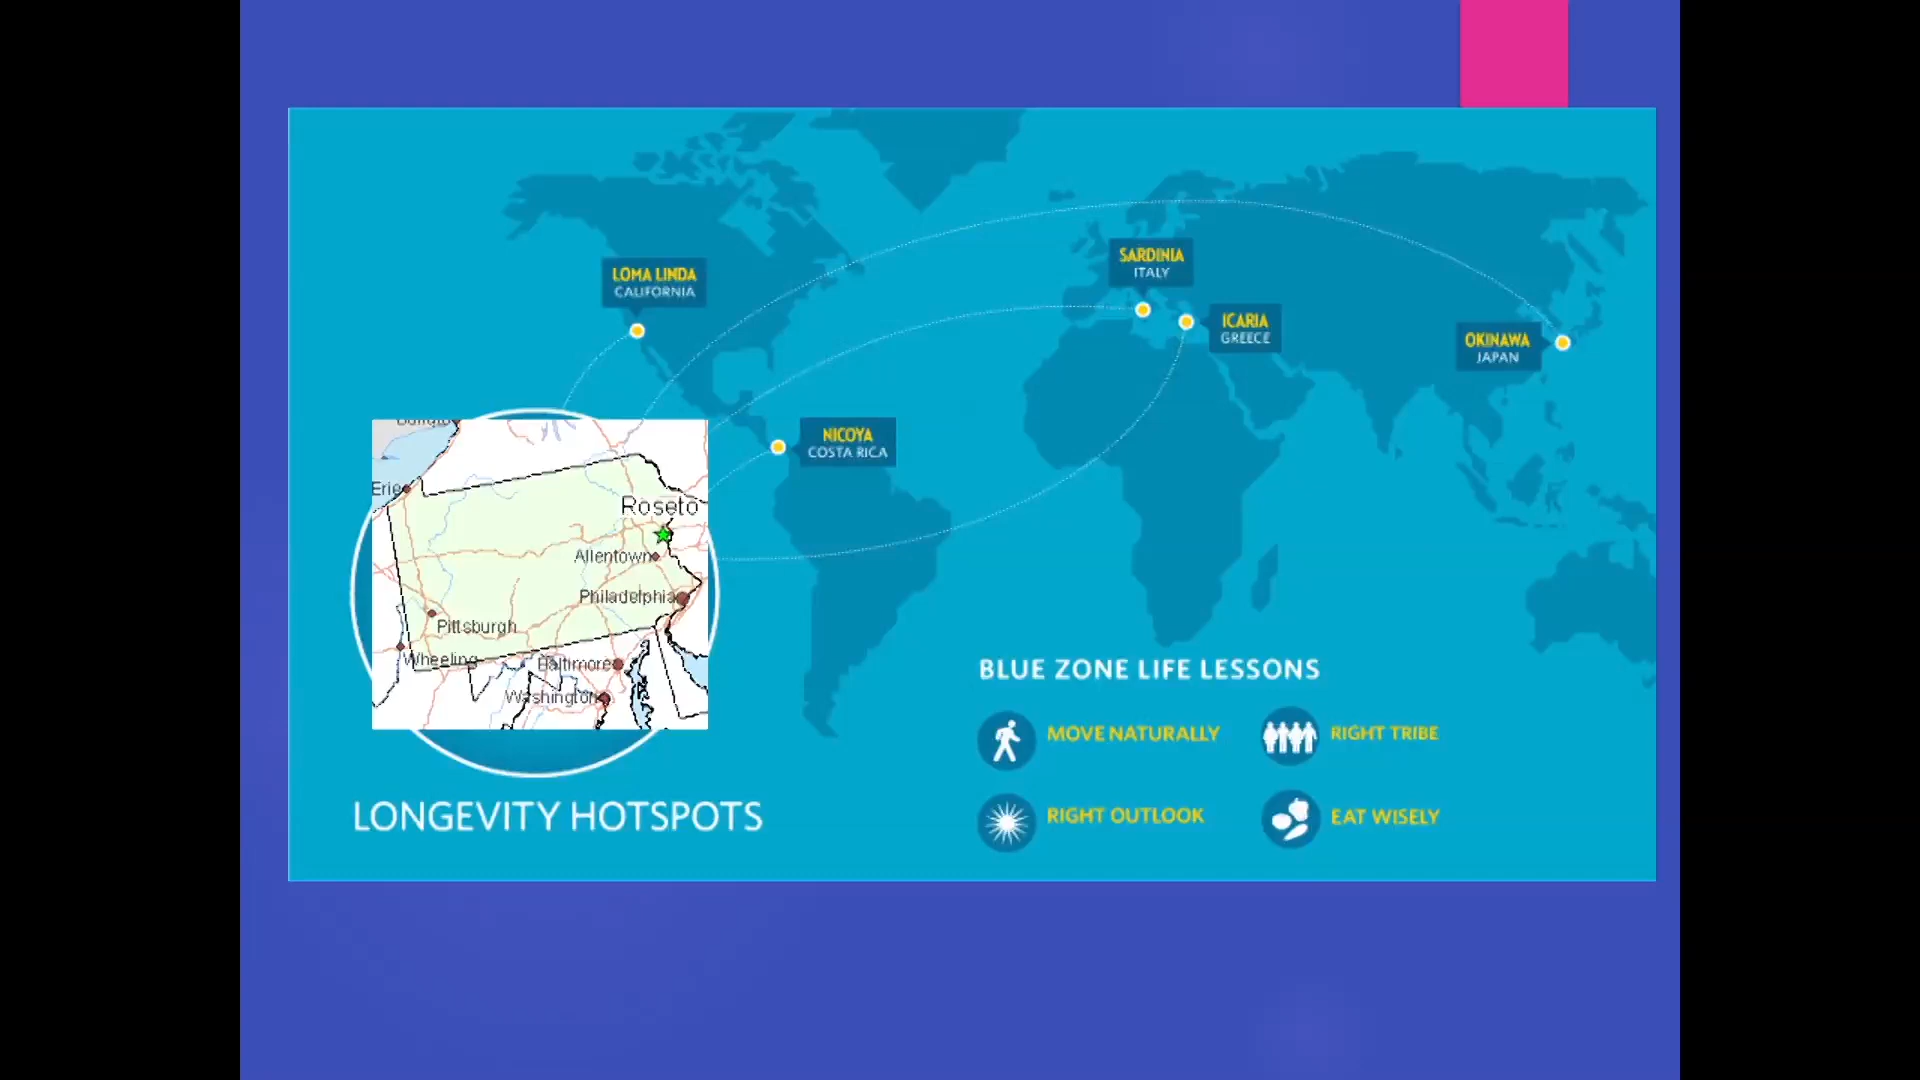 LOMA LINDA
CALIFORNIA
SARDINIA
ITALY
ICARIA
GREECE
OKINAWA
JAPAN
NICOYA
COSTA RICA
Erie
Roseto
Allentown
Philadelphia
Pittsburgh
Wheeling
Baltimore
Washington
LONGEVITY HOTSPOTS
BLUE ZONE LIFE LESSONS
MOVE NATURALLY
RIGHT TRIBE
RIGHT OUTLOOK
EAT WISELY